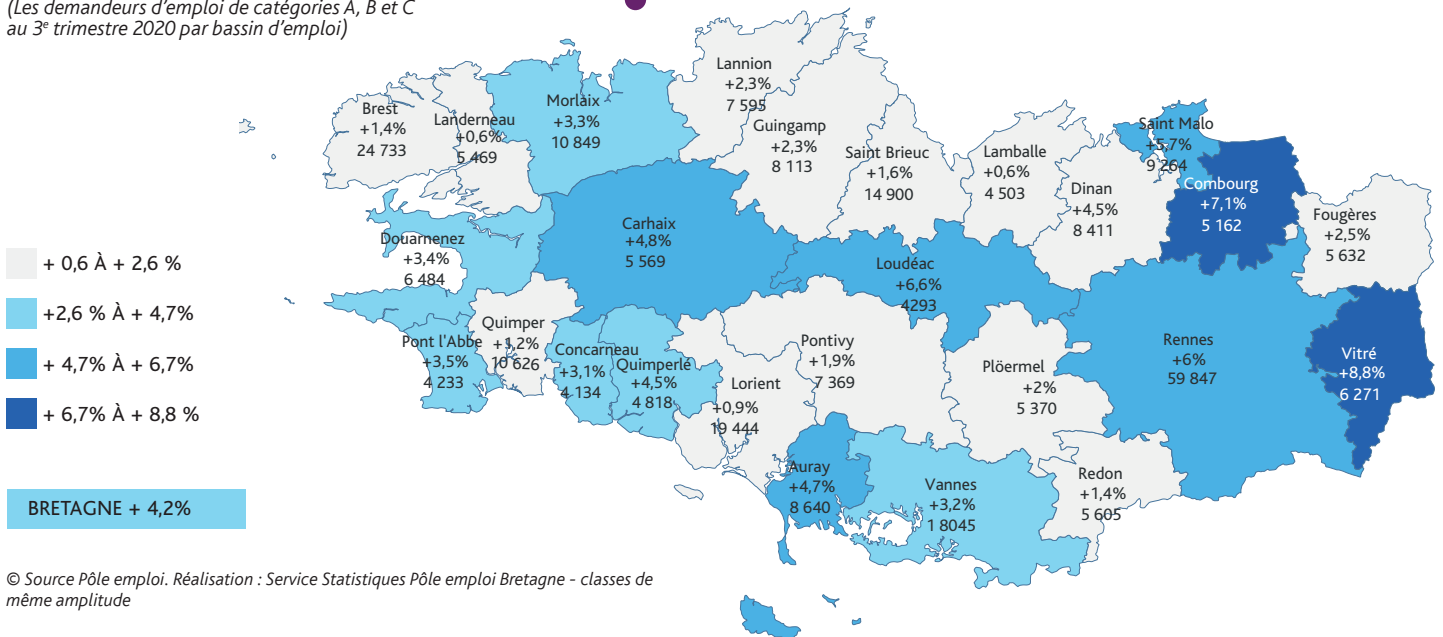 (Les demandeurs d'emploi de catégories A, B et C
au 3e trimestre 2020 par bassin d'emploi)
Brest
+1,4%
24 733
Landerneau
+0,6%
5 469
Morlaix
+3,3%
10 849
Lannion
+2,3%
7 595
Guingamp
+2,3%
8 113
Saint Brieuc
+1,6%
14 900
Lamballe
+0,6%
4 503
Dinan
+4,5%
8 411
Saint Malo
+5,7%
9 264
Combourg
+7,1%
5 162
Fougères
+2,5%
5 632
Douarnenez
+3,4%
6 484
Carhaix
+4,8%
5 569
Loudéac
+6,6%
4293
Pont l'Abbé
+3,5%
4 233
Quimper
+1,2%
10 626
Concarneau
+3,1%
4 134
Quimperlé
+4,5%
4 818
Lorient
+0,9%
19 444
Pontivy
+1,9%
7 369
Plöermel
+2%
5 370
Rennes
+6%
59 847
Vitré
+8,8%
6 271
Auray
+4,7%
8 640
Vannes
+3,2%
1 8045
Redon
+1,4%
5 605
+ 0,6 À + 2,6 %
+2,6 % À + 4,7%
+ 4,7% À + 6,7%
+ 6,7% À + 8,8 %
BRETAGNE + 4,2%
© Source Pôle emploi. Réalisation : Service Statistiques Pôle emploi Bretagne - classes de
même amplitude